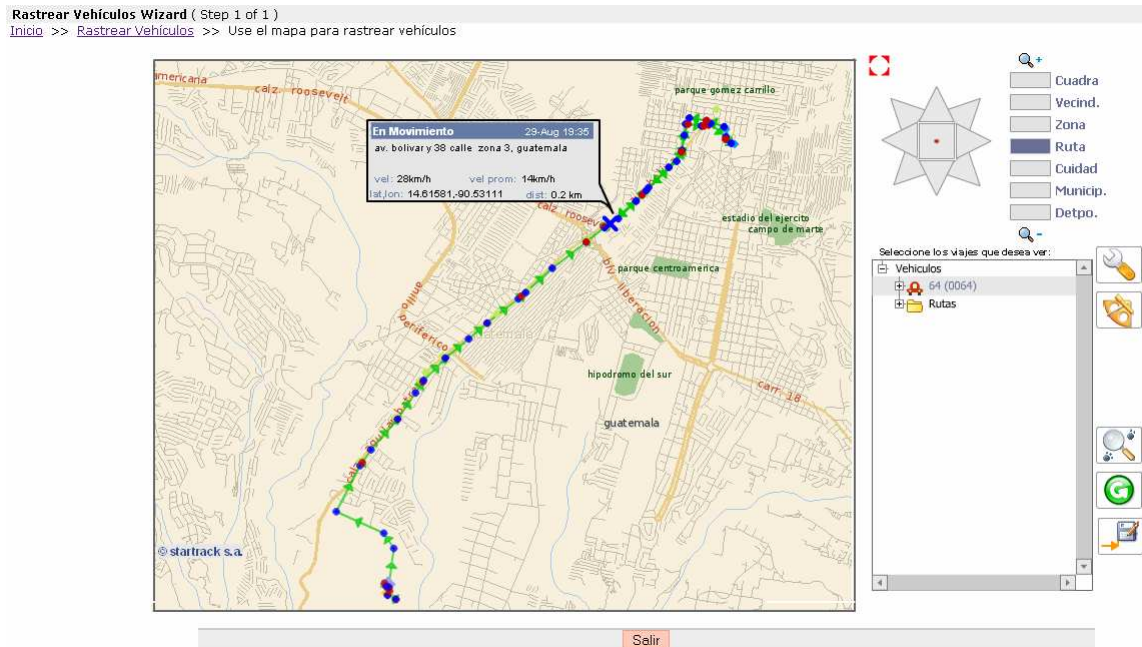 Rastrear Vehículos Wizard ( Step 1 of 1 )
Inicio >> Rastrear Vehículos >> Use el mapa para rastrear vehículos
americana
calz. roosevelt
parque gomez carrillo
En Movimiento 29-Aug 19:35
av. bolivar y 38 calle zona 3, guatemala
vel: 28km/h vel prom: 14km/h
lat,lon: 14.61581,-90.53111 dist: 0.2 km
calz. roosev
estadio del ejercito
campo de marte
parque centroamerica
blv liberacion
anillo
periferico
hipodromo del sur
carr. 18
guatemala
© startrack s.a.
Cuadra
Vecind.
Zona
Ruta
Cuidad
Municip.
Detpo.
Seleccione los viajes que desea ver:
Vehiculos
64 (0064)
Rutas
Salir